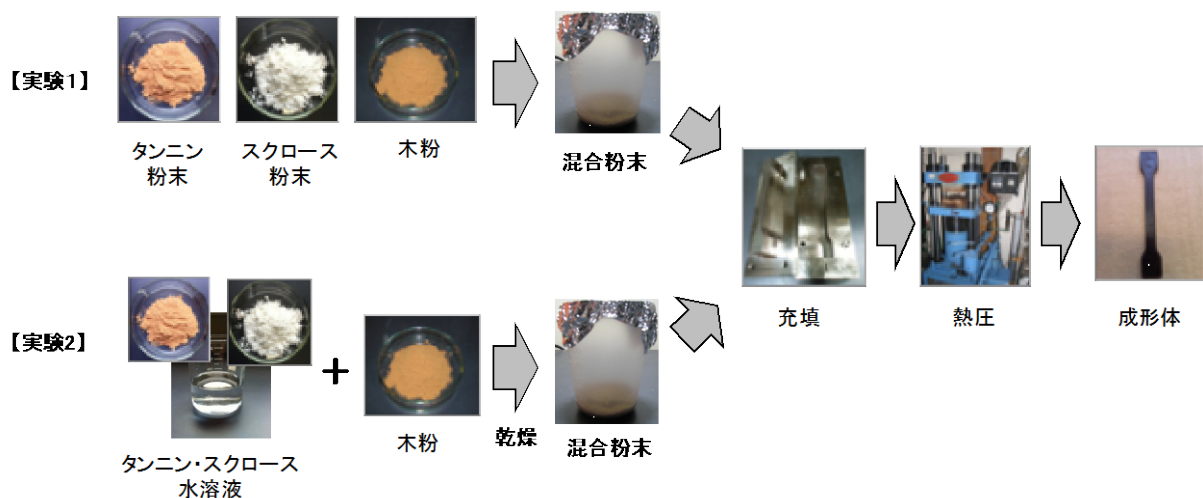 【実験1】
タンニン
粉末
スクロース
粉末
木粉
混合粉末
充填
熱圧
成形体
【実験2】
タンニン・スクロース
水溶液
+
木粉
乾燥
混合粉末